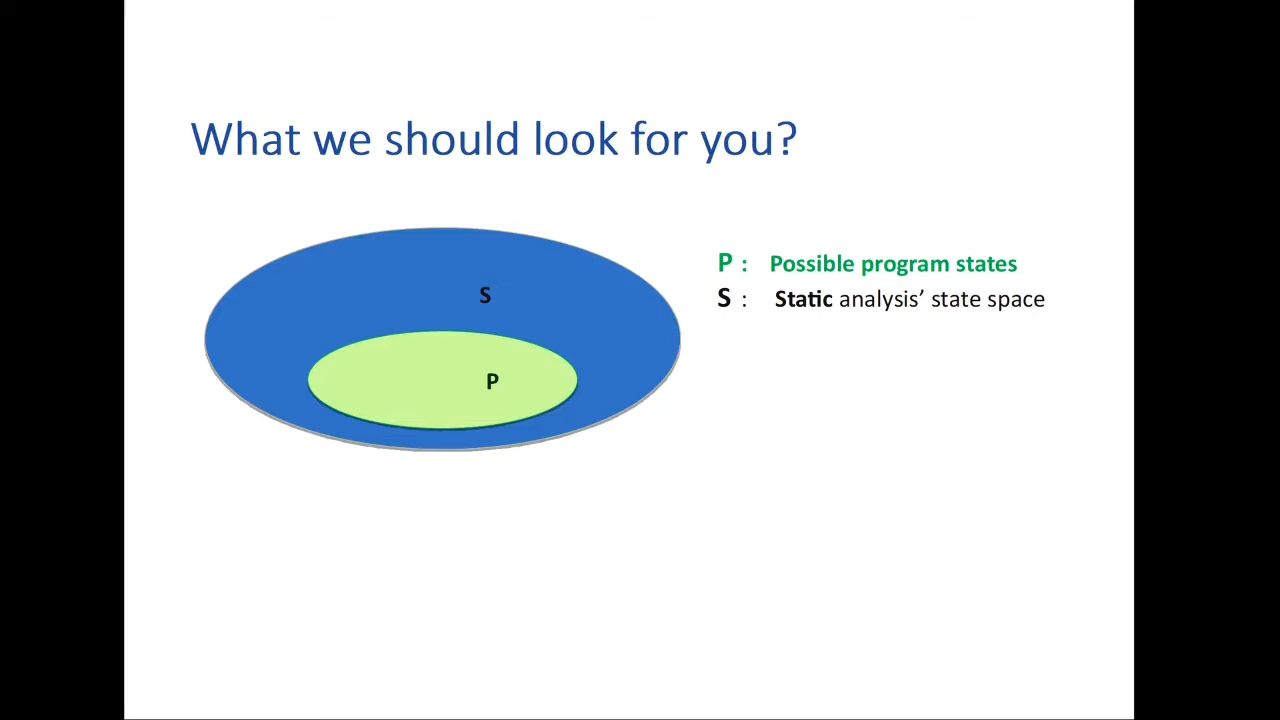 What we should look for you?
S
P
P : Possible program states
S : Static analysis’ state space